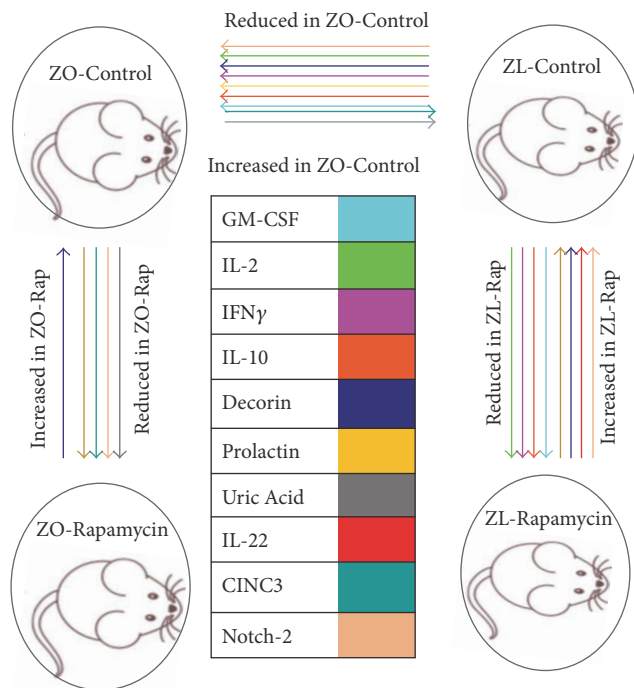 Reduced in ZO-Control
ZO-Control
ZL-Control
Increased in ZO-Control
GM-CSF
IL-2
IFNγ
IL-10
Decorin
Prolactin
Uric Acid
IL-22
CINC3
Notch-2
Increased in ZO-Rap
Reduced in ZO-Rap
Reduced in ZL-Rap
Increased in ZL-Rap
ZO-Rapamycin
ZL-Rapamycin